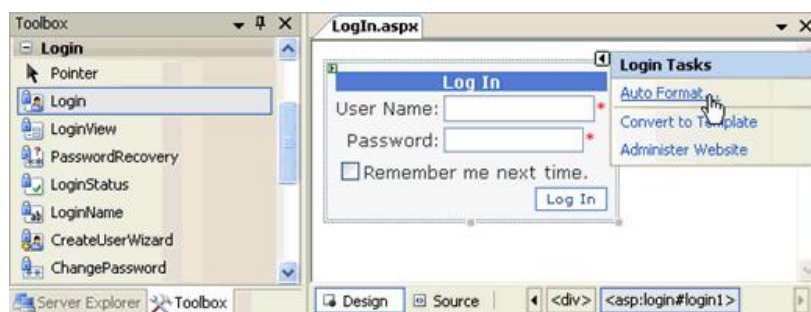 Toolbox
Login
Pointer
Login
LoginView
PasswordRecovery
LoginStatus
LoginName
CreateUserWizard
ChangePassword
Server Explorer
Toolbox
LogIn.aspx
Log In
User Name:
*
Password:
*
Remember me next time.
Log In
Login Tasks
Auto Format...
Convert to Template
Administer Website
Design
Source
<div>
<asp:login#login1>